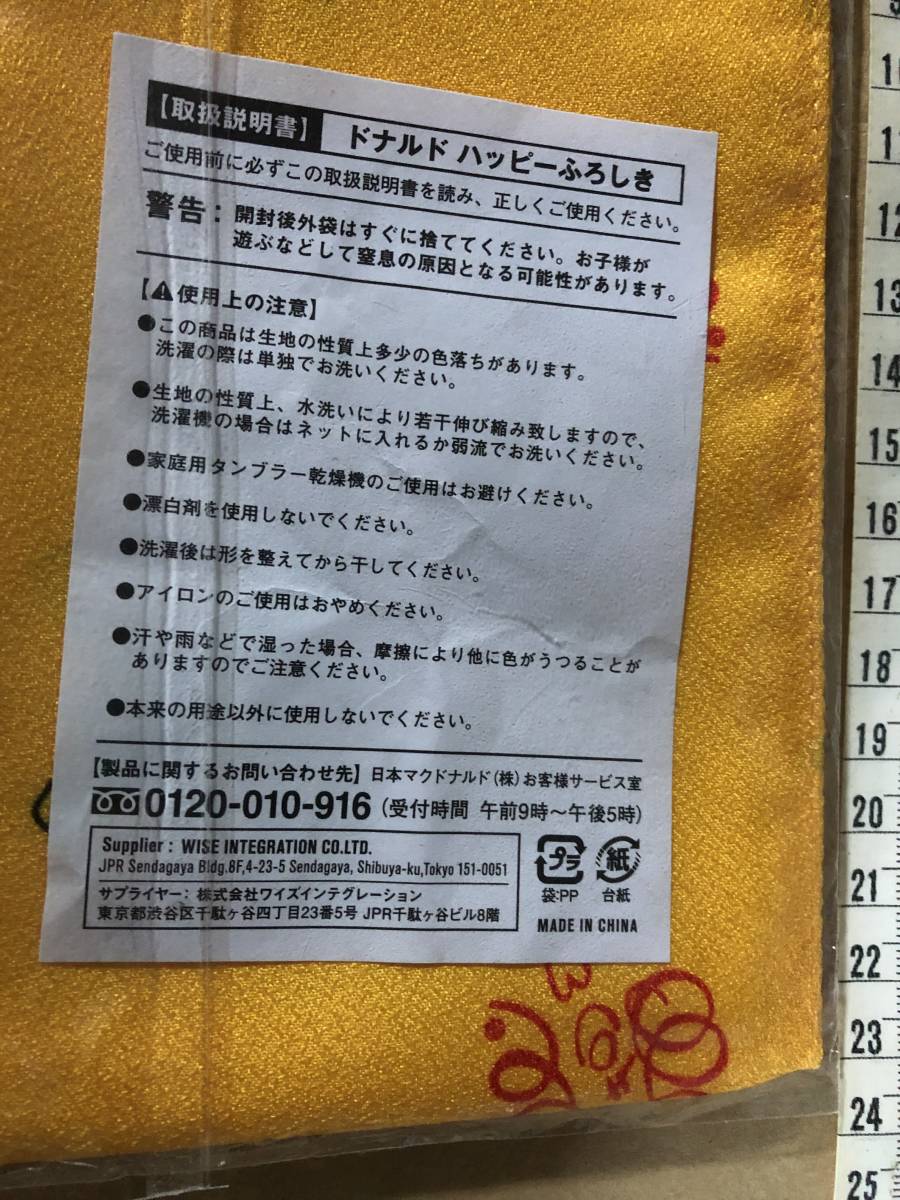 【取扱説明書】 ドナルド ハッピーふろしき
ご使用前に必ずこの取扱説明書を読み、正しくご使用ください。
警告：開封後外袋はすぐに捨ててください。お子様が
遊ぶなどして窒息の原因となる可能性があります。
【⚠使用上の注意】
●この商品は生地の性質上多少の色落ちがあります。
洗濯の際は単独でお洗いください。
●生地の性質上、水洗いにより若干伸び縮み致しますので、
洗濯機の場合はネットに入れるか弱流でお洗いください。
●家庭用タンブラー乾燥機のご使用はお避けください。
●漂白剤を使用しないでください。
●洗濯後は形を整えてから干してください。
●アイロンのご使用はおやめください。
●汗や雨などで湿った場合、摩擦により他に色がうつることが
ありますのでご注意ください。
●本来の用途以外に使用しないでください。
【製品に関するお問い合わせ先】日本マクドナルド(株)お客様サービス室
0120-010-916（受付時間 午前9時～午後5時）
Supplier : WISE INTEGRATION CO.LTD.
JPR Sendagaya Bldg.8F,4-23-5 Sendagaya, Shibuya-ku,Tokyo 151-0051
サプライヤー：株式会社ワイズインテグレーション
東京都渋谷区千駄ヶ谷四丁目23番5号 JPR千駄ヶ谷ビル8階
プラ
袋:PP
紙
台紙
MADE IN CHINA
12
13
14
15
16
17
18
19
20
21
22
23
24
25